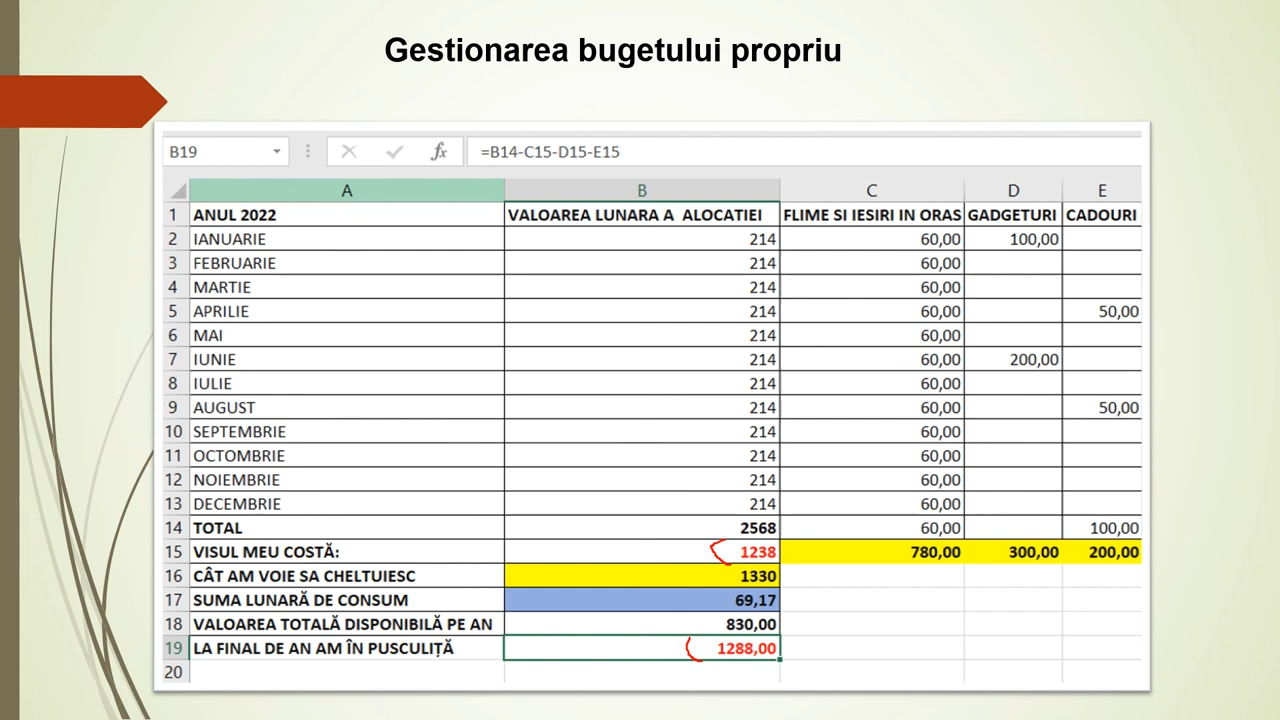 Gestionarea bugetului propriu
B19 fx =B14-C15-D15-E15
A B C D E
1 ANUL 2022 VALOAREA LUNARA A ALOCATIEI FLIME SI IESIRI IN ORAS GADGETURI CADOURI
2 IANUARIE 214 60,00 100,00
3 FEBRUARIE 214 60,00
4 MARTIE 214 60,00
5 APRILIE 214 60,00 50,00
6 MAI 214 60,00
7 IUNIE 214 60,00 200,00
8 IULIE 214 60,00
9 AUGUST 214 60,00 50,00
10 SEPTEMBRIE 214 60,00
11 OCTOMBRIE 214 60,00
12 NOIEMBRIE 214 60,00
13 DECEMBRIE 214 60,00
14 TOTAL 2568 60,00 100,00
15 VISUL MEU COSTĂ: 1238 780,00 300,00 200,00
16 CÂT AM VOIE SA CHELTUIESC 1330
17 SUMA LUNARĂ DE CONSUM 69,17
18 VALOAREA TOTALĂ DISPONIBILĂ PE AN 830,00
19 LA FINAL DE AN AM ÎN PUSCULIȚĂ 1288,00
20